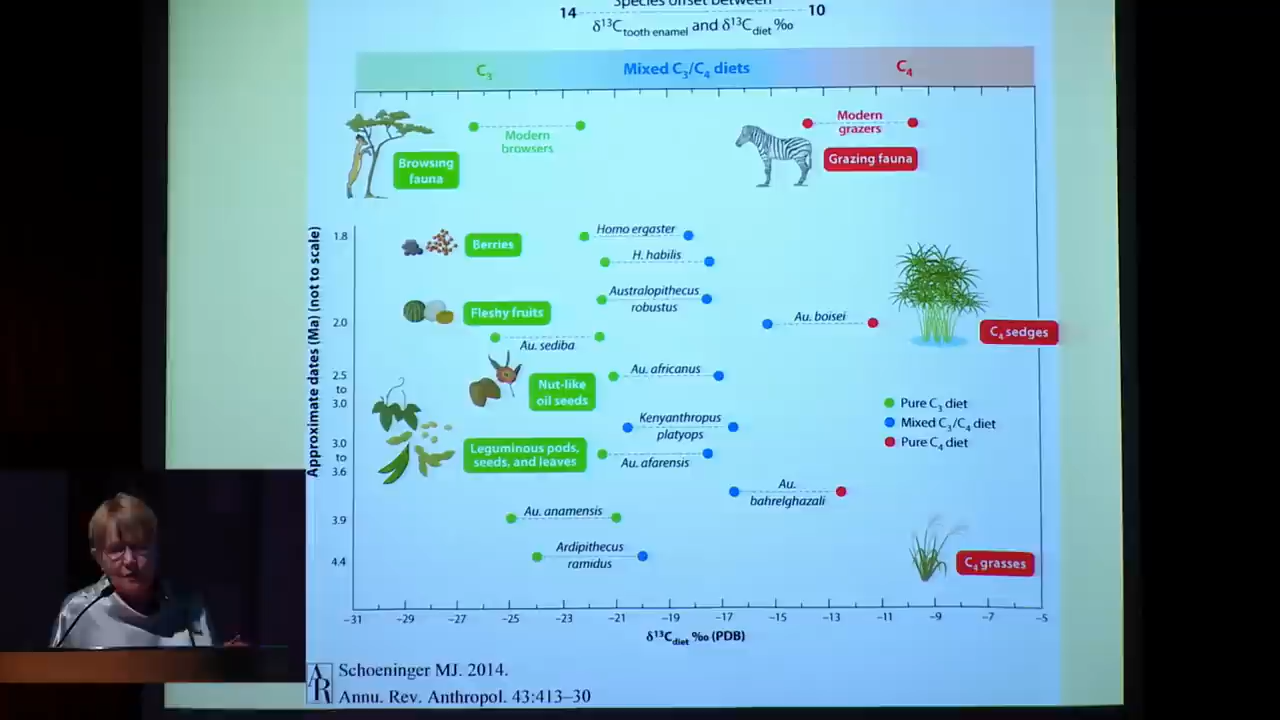 Species offset between
14
10
δ¹³C tooth enamel and δ¹³C diet ‰
C₃
Mixed C₃/C₄ diets
C₄
Modern
browsers
Modern
grazers
Browsing
fauna
Grazing fauna
Approximate dates (Ma) (not to scale)
1.8
Berries
Homo ergaster
H. habilis
Australopithecus
robustus
Fleshy fruits
2.0
Au. boisei
C₄ sedges
Au. sediba
2.5
to
3.0
Au. africanus
Nut-like
oil seeds
Pure C₃ diet
Mixed C₃/C₄ diet
Pure C₄ diet
Kenyanthropus
platyops
3.0
to
3.6
Leguminous pods,
seeds, and leaves
Au. afarensis
Au.
bahrelghazali
3.9
Au. anamensis
4.4
Ardipithecus
ramidus
C₄ grasses
−31 −29 −27 −25 −23 −21 −19 −17 −15 −13 −11 −9 −7 −5
δ¹³C diet ‰ (PDB)
AR
Schoeninger MJ. 2014.
Annu. Rev. Anthropol. 43:413–30